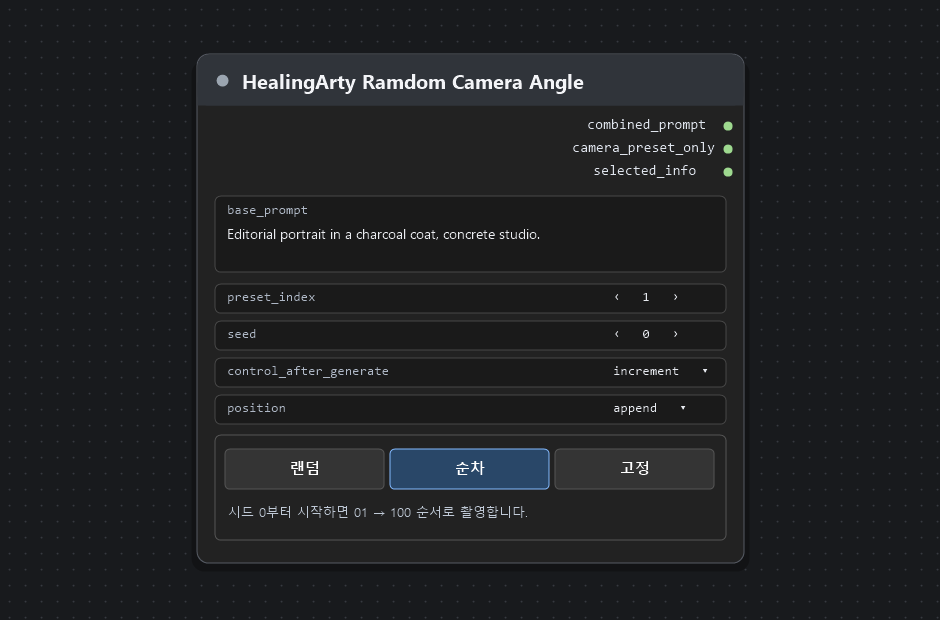 HealingArty Ramdom Camera Angle
combined_prompt
camera_preset_only
selected_info
base_prompt
Editorial portrait in a charcoal coat, concrete studio.
preset_index ‹ 1 ›
seed ‹ 0 ›
control_after_generate increment ▾
position append ▾
랜덤 순차 고정
시드 0부터 시작하면 01 → 100 순서로 촬영합니다.